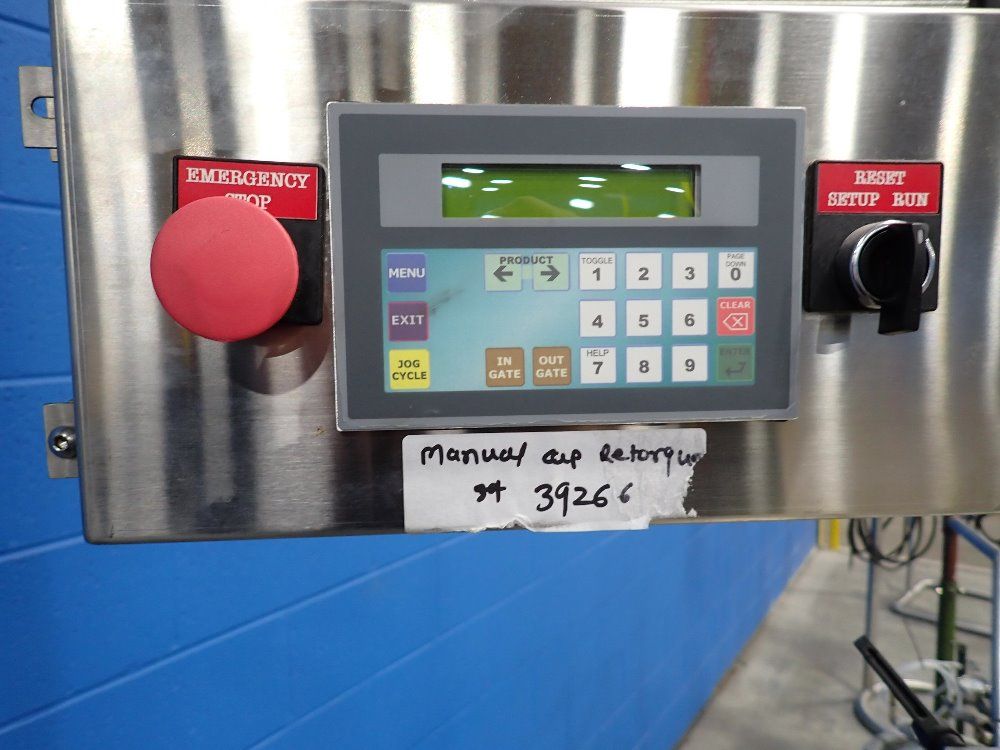 EMERGENCY
STOP
RESET
SETUP RUN
MENU
PRODUCT
TOGGLE
1
2
3
PAGE
DOWN
0
EXIT
4
5
6
CLEAR
JOG
CYCLE
IN
GATE
OUT
GATE
HELP
7
8
9
ENTER
Manual cap Retorque
39266